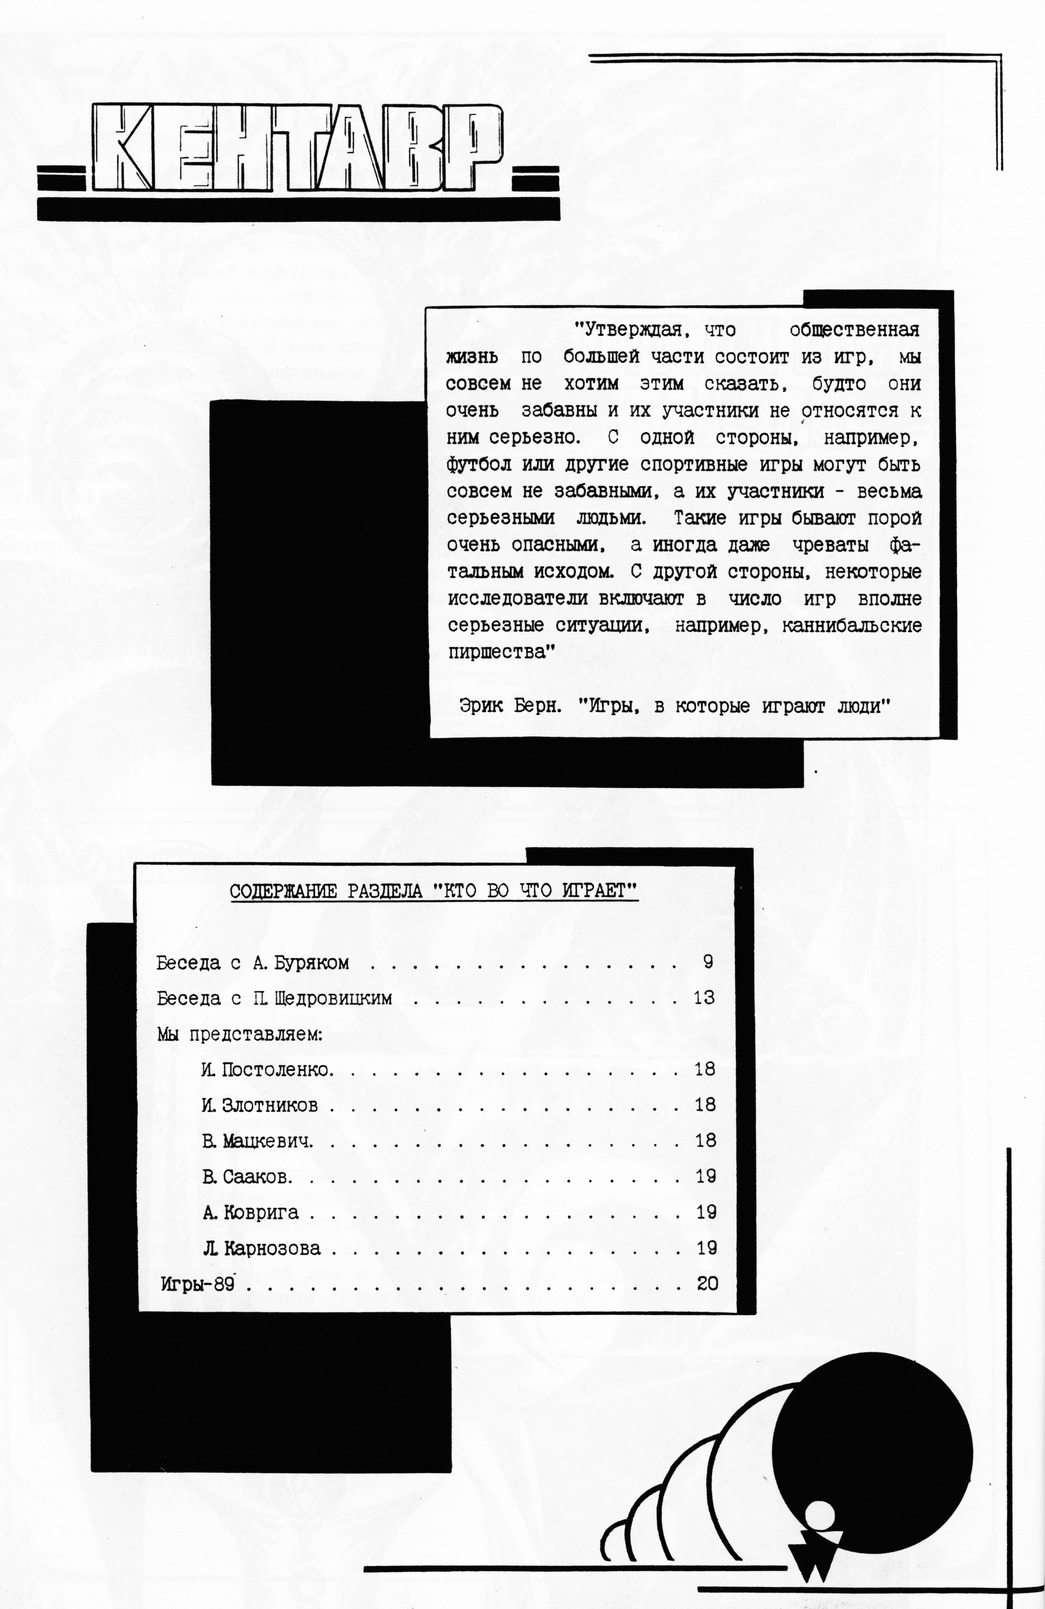 КЕНТАВР
"Утверждая, что общественная
жизнь по большей части состоит из игр, мы
совсем не хотим этим сказать, будто они
очень забавны и их участники не относятся к
ним серьезно. С одной стороны, например,
футбол или другие спортивные игры могут быть
совсем не забавными, а их участники - весьма
серьезными людьми. Такие игры бывают порой
очень опасными, а иногда даже чреваты фа-
тальным исходом. С другой стороны, некоторые
исследователи включают в число игр вполне
серьезные ситуации, например, каннибальские
пиршества"
Эрик Берн. "Игры, в которые играют люди"
СОДЕРЖАНИЕ РАЗДЕЛА "КТО ВО ЧТО ИГРАЕТ"
Беседа с А. Буряком . . . . . . . . . . . . . . . 9
Беседа с П. Щедровицким . . . . . . . . . . . . . 13
Мы представляем:
И. Постоленко. . . . . . . . . . . . . . . . . . 18
И. Злотников . . . . . . . . . . . . . . . . . 18
В. Мацкевич. . . . . . . . . . . . . . . . . . . 18
В. Сааков. . . . . . . . . . . . . . . . . . . . 19
А. Коврига . . . . . . . . . . . . . . . . . . 19
Л. Карнозова . . . . . . . . . . . . . . . . . 19
Игры-89 . . . . . . . . . . . . . . . . . . . . . 20